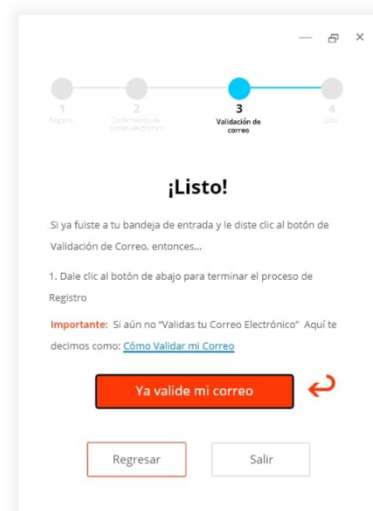 1
2
3
4
Registro
Confirmación de
correo electrónico
Validación de
correo
Listo
¡Listo!
Si ya fuiste a tu bandeja de entrada y le diste clic al botón de
Validación de Correo, entonces...
1. Dale clic al botón de abajo para terminar el proceso de
Registro
Importante: Si aún no "Validas tu Correo Electrónico" Aquí te
decimos como: Cómo Validar mi Correo
Ya valide mi correo
Regresar
Salir